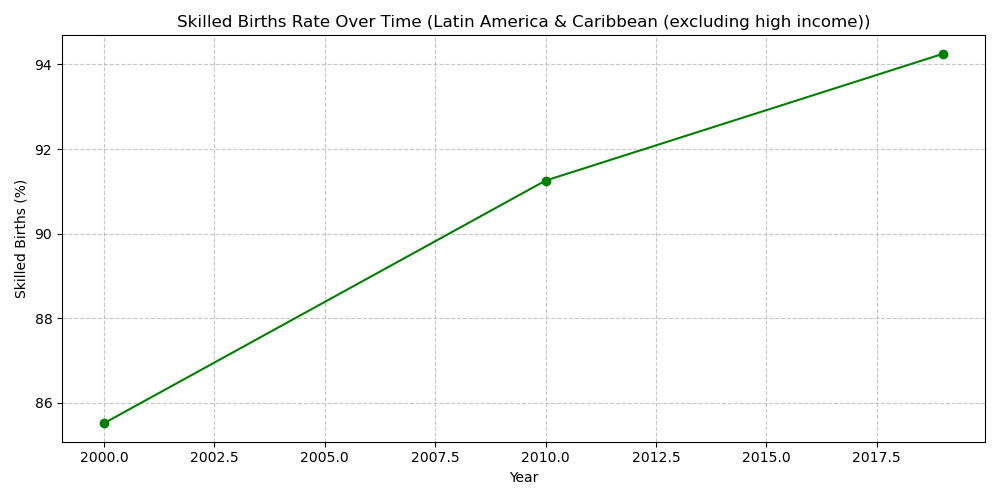 Skilled Births Rate Over Time (Latin America & Caribbean (excluding high income))
94
92
90
88
86
Skilled Births (%)
2000.0 2002.5 2005.0 2007.5 2010.0 2012.5 2015.0 2017.5
Year